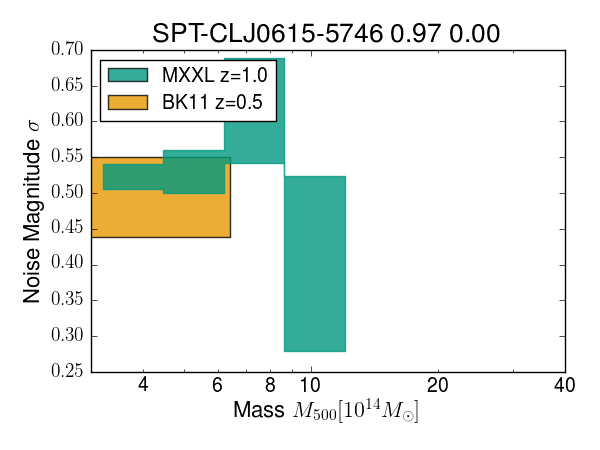 SPT-CLJ0615-5746 0.97 0.00
MXXL z=1.0
BK11 z=0.5
Noise Magnitude σ
0.70
0.65
0.60
0.55
0.50
0.45
0.40
0.35
0.30
0.25
4 6 8 10 20 40
Mass M₅₀₀[10¹⁴M☉]